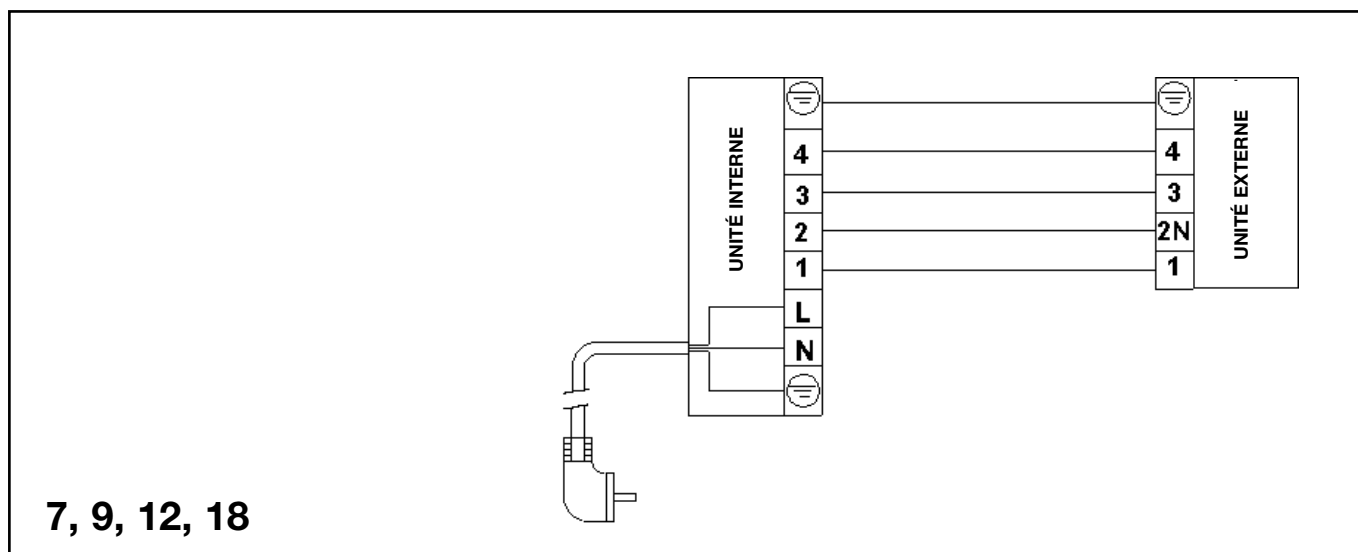 UNITÉ INTERNE
4
3
2
1
L
N
4
3
2N
1
UNITÉ EXTERNE
7, 9, 12, 18